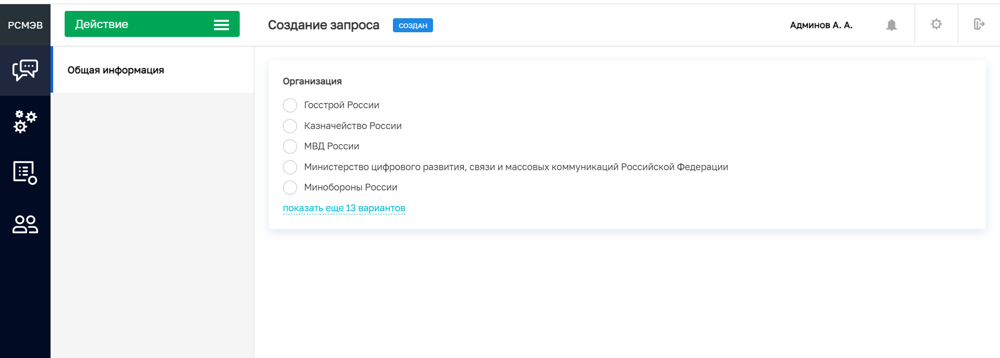 РСМЭВ
Действие
Создание запроса
СОЗДАН
Админов А. А.
Общая информация
Организация
Госстрой России
Казначейство России
МВД России
Министерство цифрового развития, связи и массовых коммуникаций Российской Федерации
Минобороны России
показать еще 13 вариантов